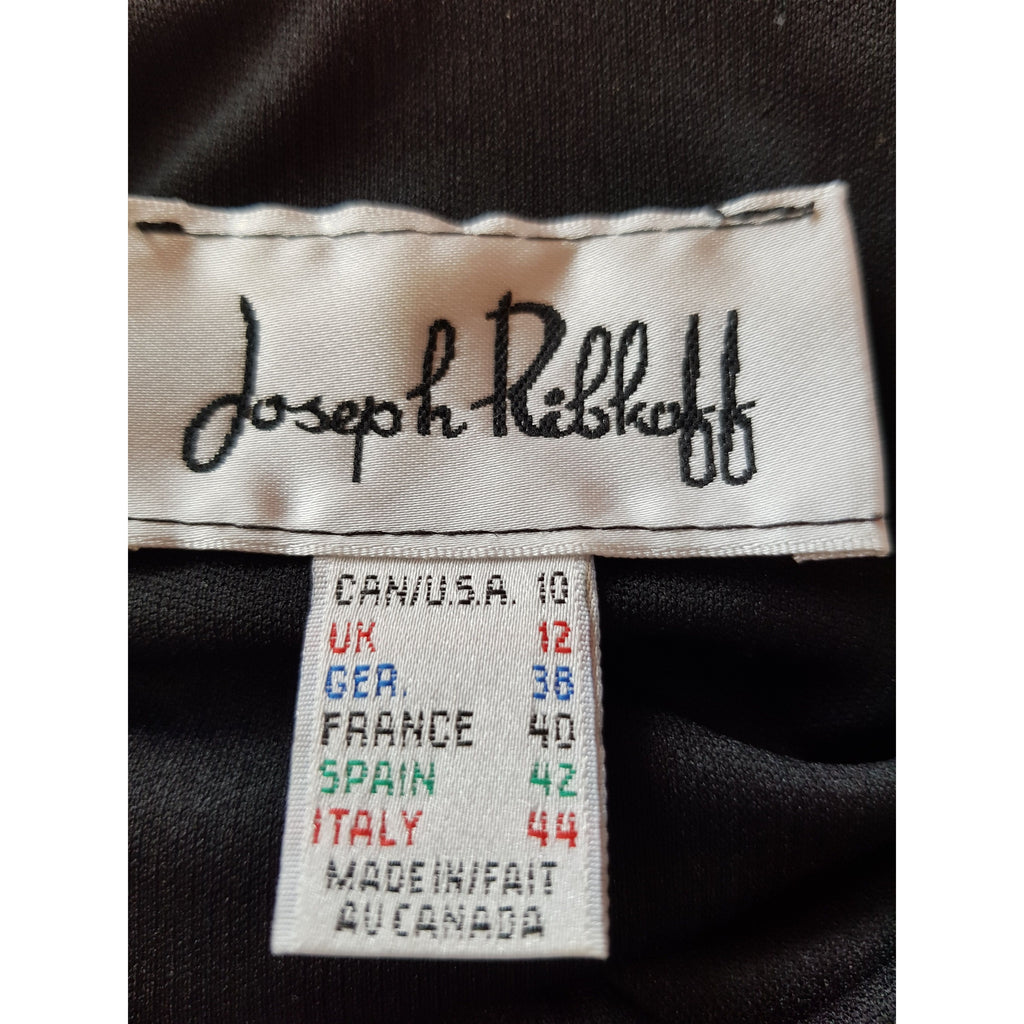 Joseph Ribkoff
CAN/U.S.A. 10
UK 12
GER. 38
FRANCE 40
SPAIN 42
ITALY 44
MADE IN/FAIT
AU CANADA